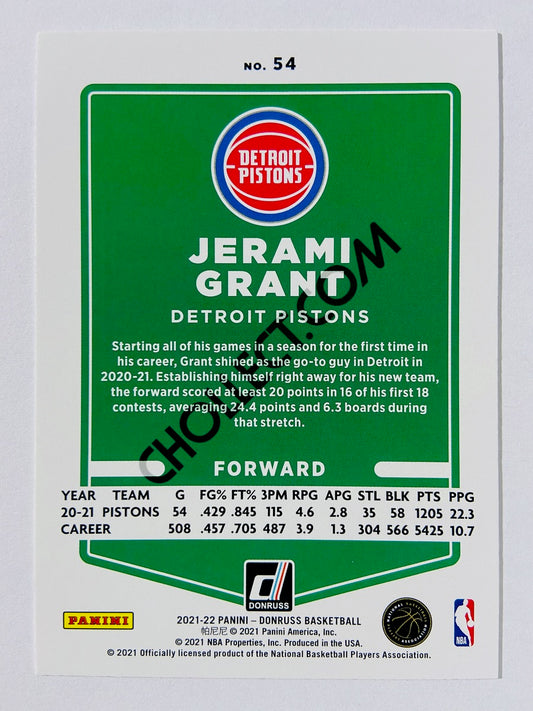 NO. 54
DETROIT
PISTONS
JERAMI
GRANT
DETROIT PISTONS
Starting all of his games in a season for the first time in
his career, Grant shined as the go-to guy in Detroit in
2020-21. Establishing himself right away for his new team,
the forward scored at least 20 points in 16 of his first 18
contests, averaging 24.4 points and 6.3 boards during
that stretch.
CHOLLECT.COM
FORWARD
YEAR TEAM G FG% FT% 3PM RPG APG STL BLK PTS PPG
20-21 PISTONS 54 .429 .845 115 4.6 2.8 35 58 1205 22.3
CAREER 508 .457 .705 487 3.9 1.3 304 566 5425 10.7
DONRUSS
PANINI
2021-22 PANINI – DONRUSS BASKETBALL
帕尼尼 © 2021 Panini America, Inc.
© 2021 NBA Properties, Inc. Produced in the USA.
© 2021 Officially licensed product of the National Basketball Players Association.
NATIONAL BASKETBALL PLAYERS ASSOCIATION
NBA